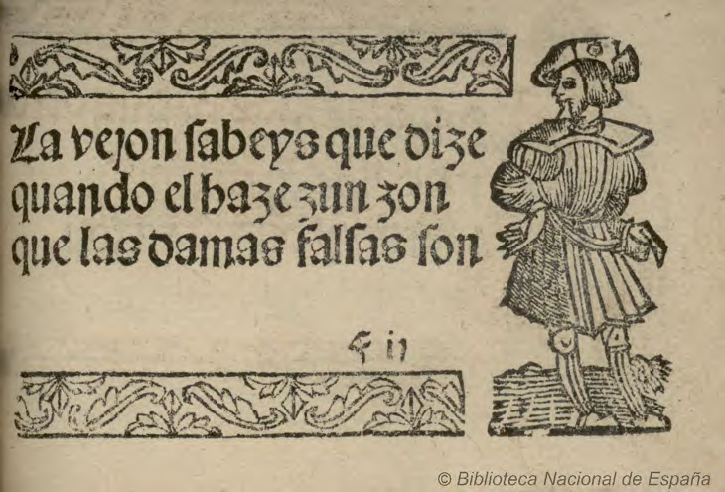 La vejon sabeys que dize
quando el haze zun zon
que las damas falsas son
© Biblioteca Nacional de España